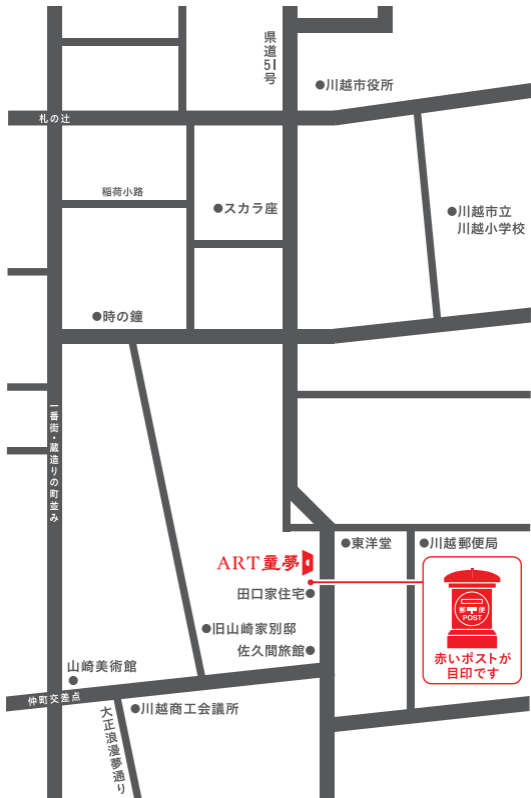 県道51号
●川越市役所
札の辻
稲荷小路
●スカラ座
●川越市立
川越小学校
●時の鐘
一番街・蔵造りの町並み
●東洋堂
●川越郵便局
ART童夢
田口家住宅●
郵〒便
POST
赤いポストが
目印です
●旧山崎家別邸
佐久間旅館●
山崎美術館
●
仲町交差点
●川越商工会議所
大正浪漫夢通り